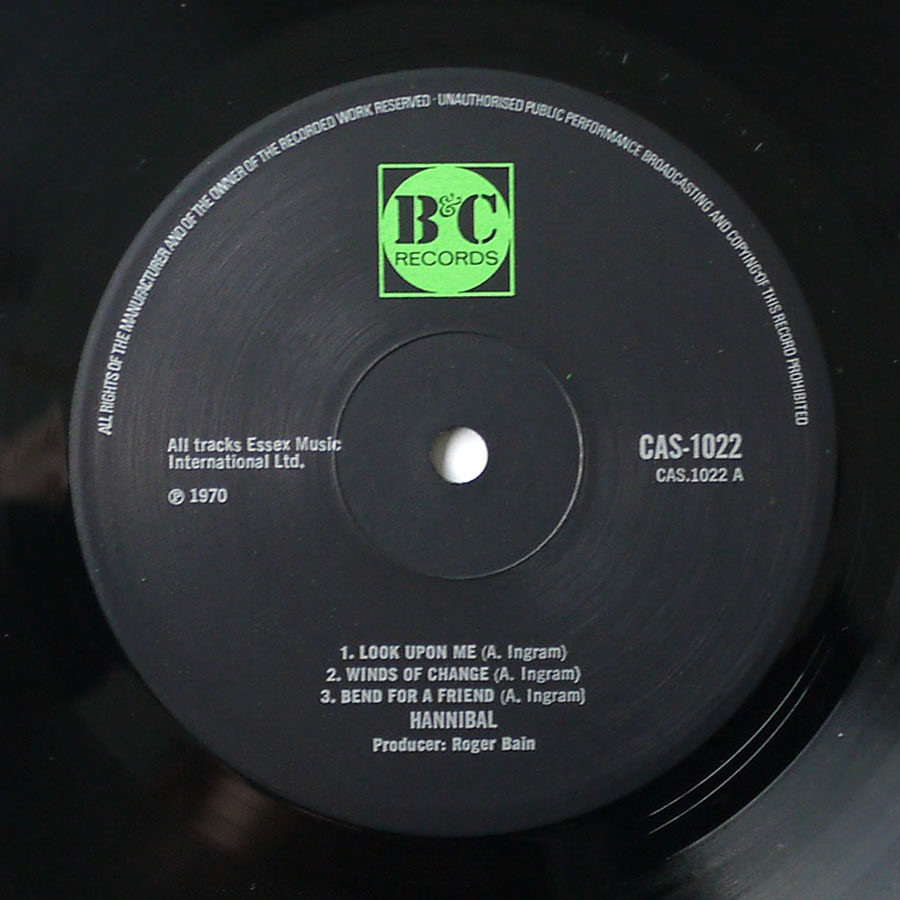 ALL RIGHTS OF THE MANUFACTURER AND OF THE OWNER OF THE RECORDED WORK RESERVED · UNAUTHORISED PUBLIC PERFORMANCE BROADCASTING AND COPYING OF THIS RECORD PROHIBITED
B&C
RECORDS
All tracks Essex Music
International Ltd.
℗ 1970
CAS-1022
CAS.1022 A
1. LOOK UPON ME (A. Ingram)
2. WINDS OF CHANGE (A. Ingram)
3. BEND FOR A FRIEND (A. Ingram)
HANNIBAL
Producer: Roger Bain